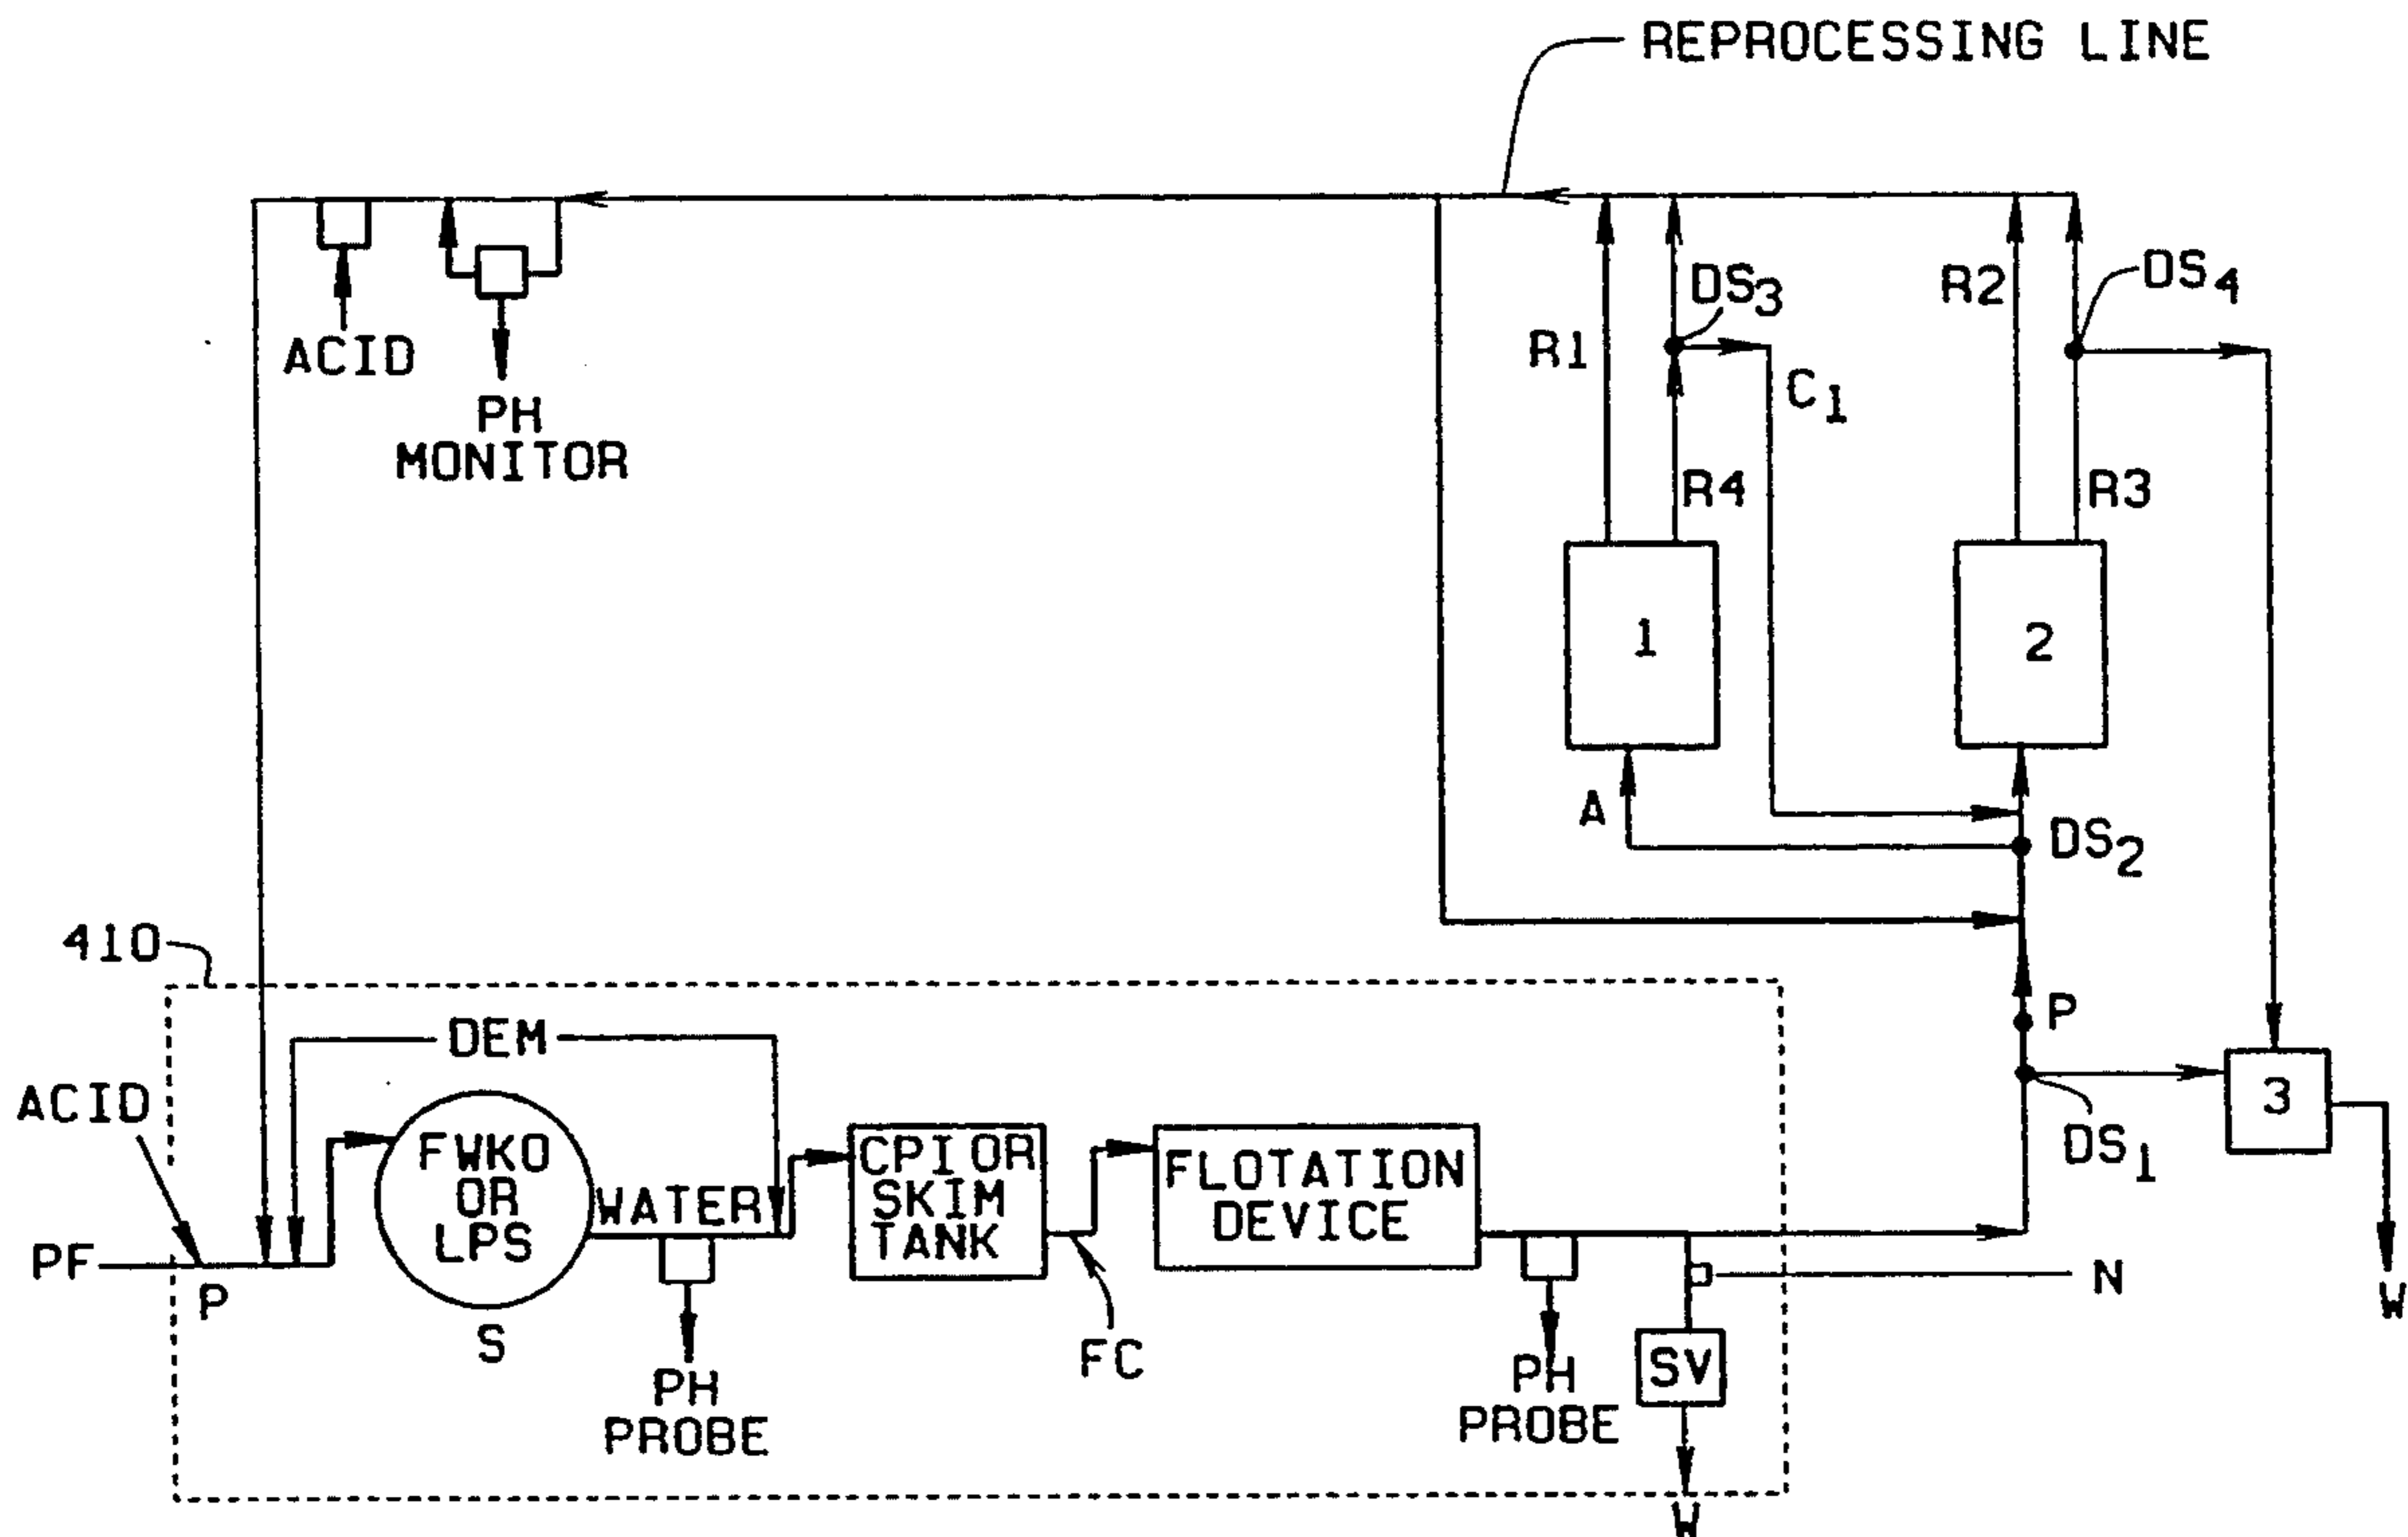 REPROCESSING LINE
ACID
PH
MONITOR
R1
DS3
R2
DS4
C1
R4
R3
1
2
A
DS2
410
P
DEM
ACID
3
DS1
FWKO
OR
LPS
WATER
CPI OR
SKIM
TANK
FLOTATION
DEVICE
PF
P
S
PH
PROBE
FC
PH
PROBE
SV
N
W
W